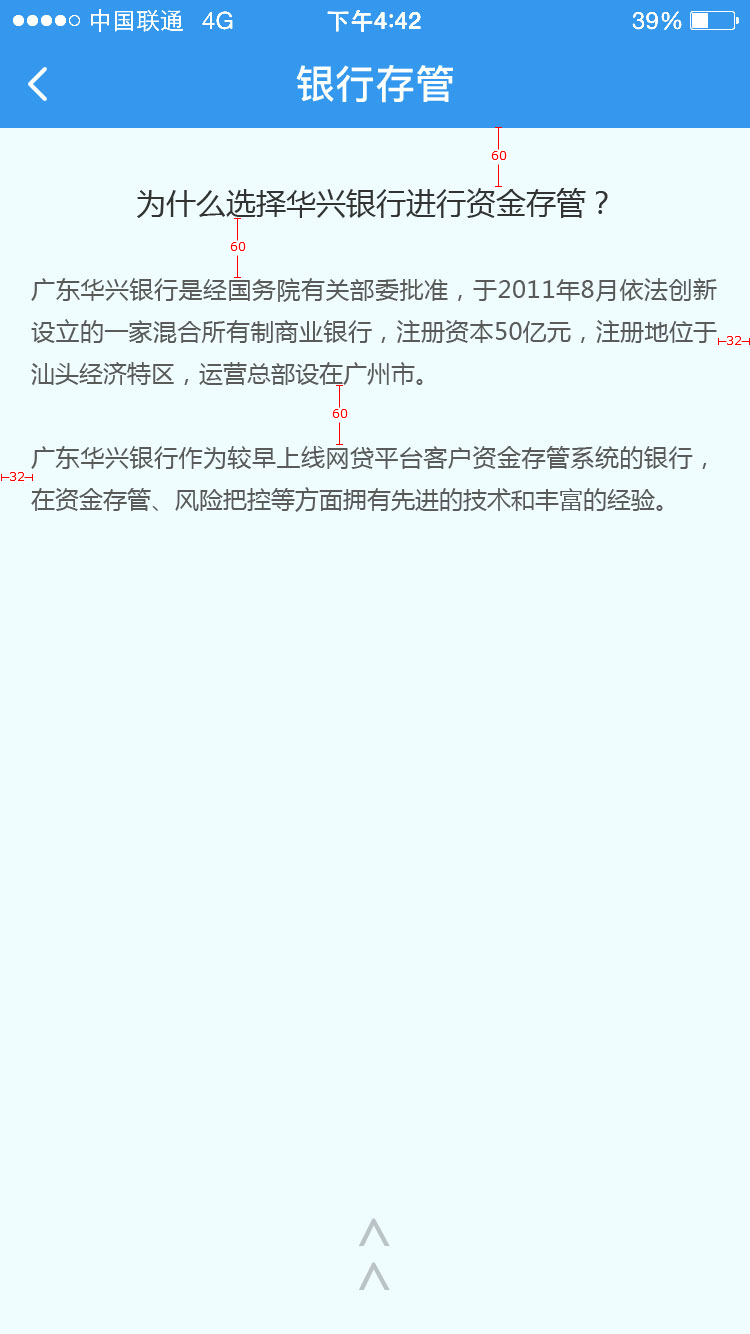 中国联通 4G 下午4:42 39%
银行存管
60
为什么选择华兴银行进行资金存管？
60
广东华兴银行是经国务院有关部委批准，于2011年8月依法创新
设立的一家混合所有制商业银行，注册资本50亿元，注册地位于
32
汕头经济特区，运营总部设在广州市。
60
广东华兴银行作为较早上线网贷平台客户资金存管系统的银行，
32
在资金存管、风险把控等方面拥有先进的技术和丰富的经验。